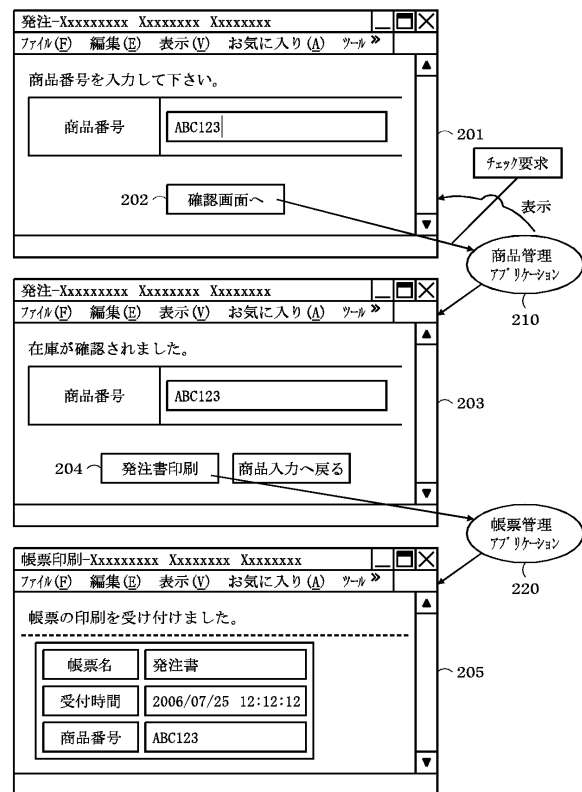 発注-Xxxxxxxxx Xxxxxxx Xxxxxxxx
ﾌｧｲﾙ(F) 編集(E) 表示(V) お気に入り(A) ﾂｰﾙ »
商品番号を入力して下さい。
商品番号 ABC123
201
チェック要求
202 確認画面へ
表示
商品管理
ｱﾌﾟﾘｹｰｼｮﾝ
210
発注-Xxxxxxxxx Xxxxxxx Xxxxxxxx
ﾌｧｲﾙ(F) 編集(E) 表示(V) お気に入り(A) ﾂｰﾙ »
在庫が確認されました。
商品番号 ABC123
203
204 発注書印刷 商品入力へ戻る
帳票管理
ｱﾌﾟﾘｹｰｼｮﾝ
220
帳票印刷-Xxxxxxxxx Xxxxxxx Xxxxxxxx
ﾌｧｲﾙ(F) 編集(E) 表示(V) お気に入り(A) ﾂｰﾙ »
帳票の印刷を受け付けました。
帳票名 発注書
205
受付時間 2006/07/25 12:12:12
商品番号 ABC123